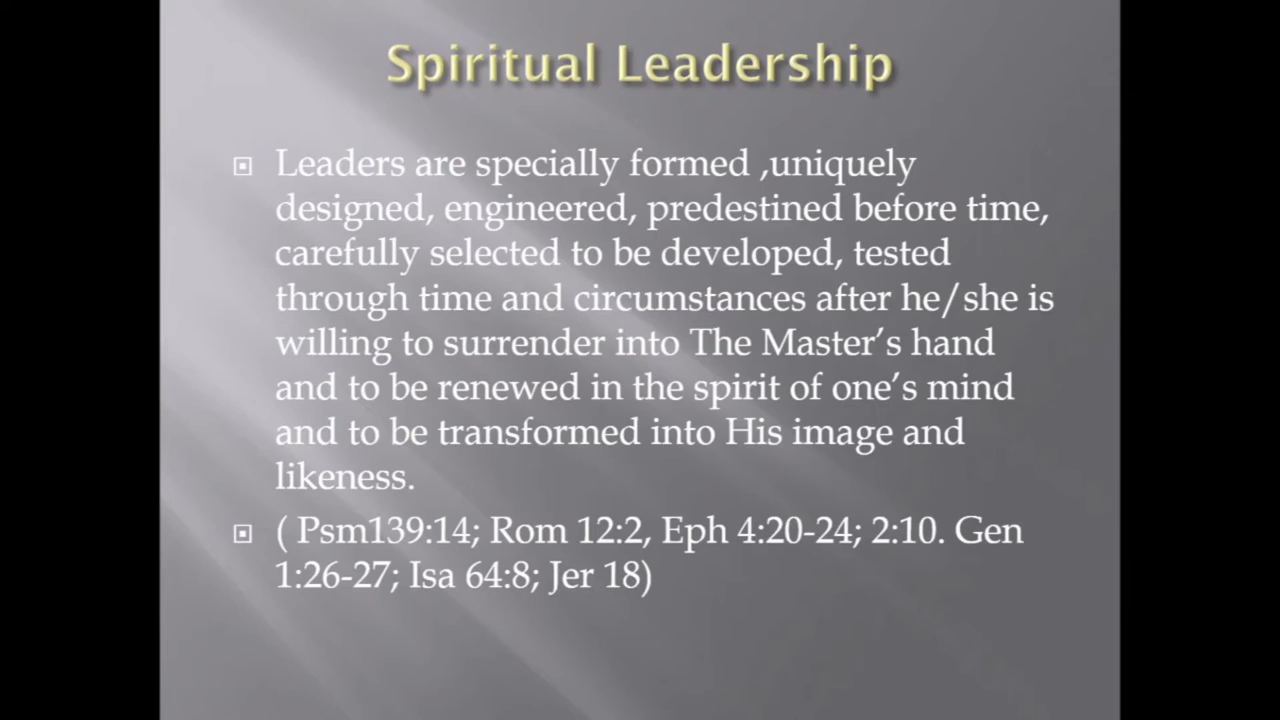 Spiritual Leadership
Leaders are specially formed ,uniquely
designed, engineered, predestined before time,
carefully selected to be developed, tested
through time and circumstances after he/she is
willing to surrender into The Master’s hand
and to be renewed in the spirit of one’s mind
and to be transformed into His image and
likeness.
( Psm139:14; Rom 12:2, Eph 4:20-24; 2:10. Gen
1:26-27; Isa 64:8; Jer 18)